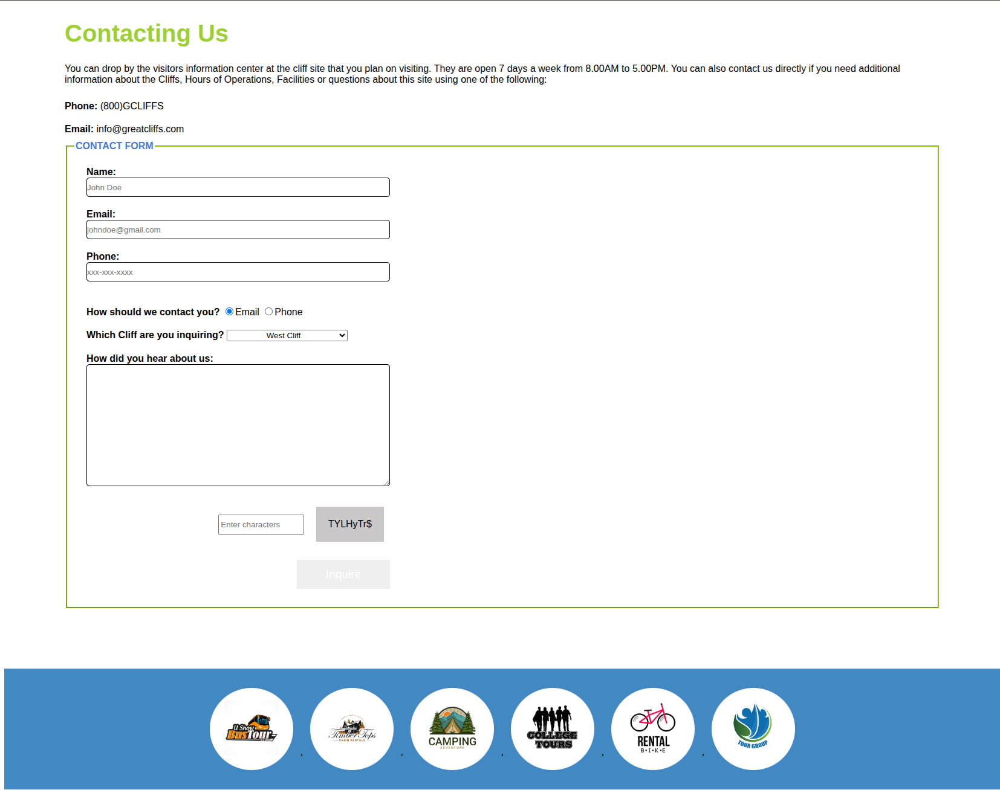 Contacting Us
You can drop by the visitors information center at the cliff site that you plan on visiting. They are open 7 days a week from 8.00AM to 5.00PM. You can also contact us directly if you need additional
information about the Cliffs, Hours of Operations, Facilities or questions about this site using one of the following:
Phone: (800)GCLIFFS
Email: info@greatcliffs.com
CONTACT FORM
Name:
John Doe
Email:
johndoe@gmail.com
Phone:
xxx-xxx-xxxx
How should we contact you? Email Phone
Which Cliff are you inquiring? West Cliff
How did you hear about us:
Enter characters TYLHyTr$
Inquire
U Show
BusTour
,
Timber Tops
CABIN RENTALS
,
CAMPING
ADVENTURE
,
COLLEGE
TOURS
,
RENTAL
B•I•K•E
,
TOUR GROUP